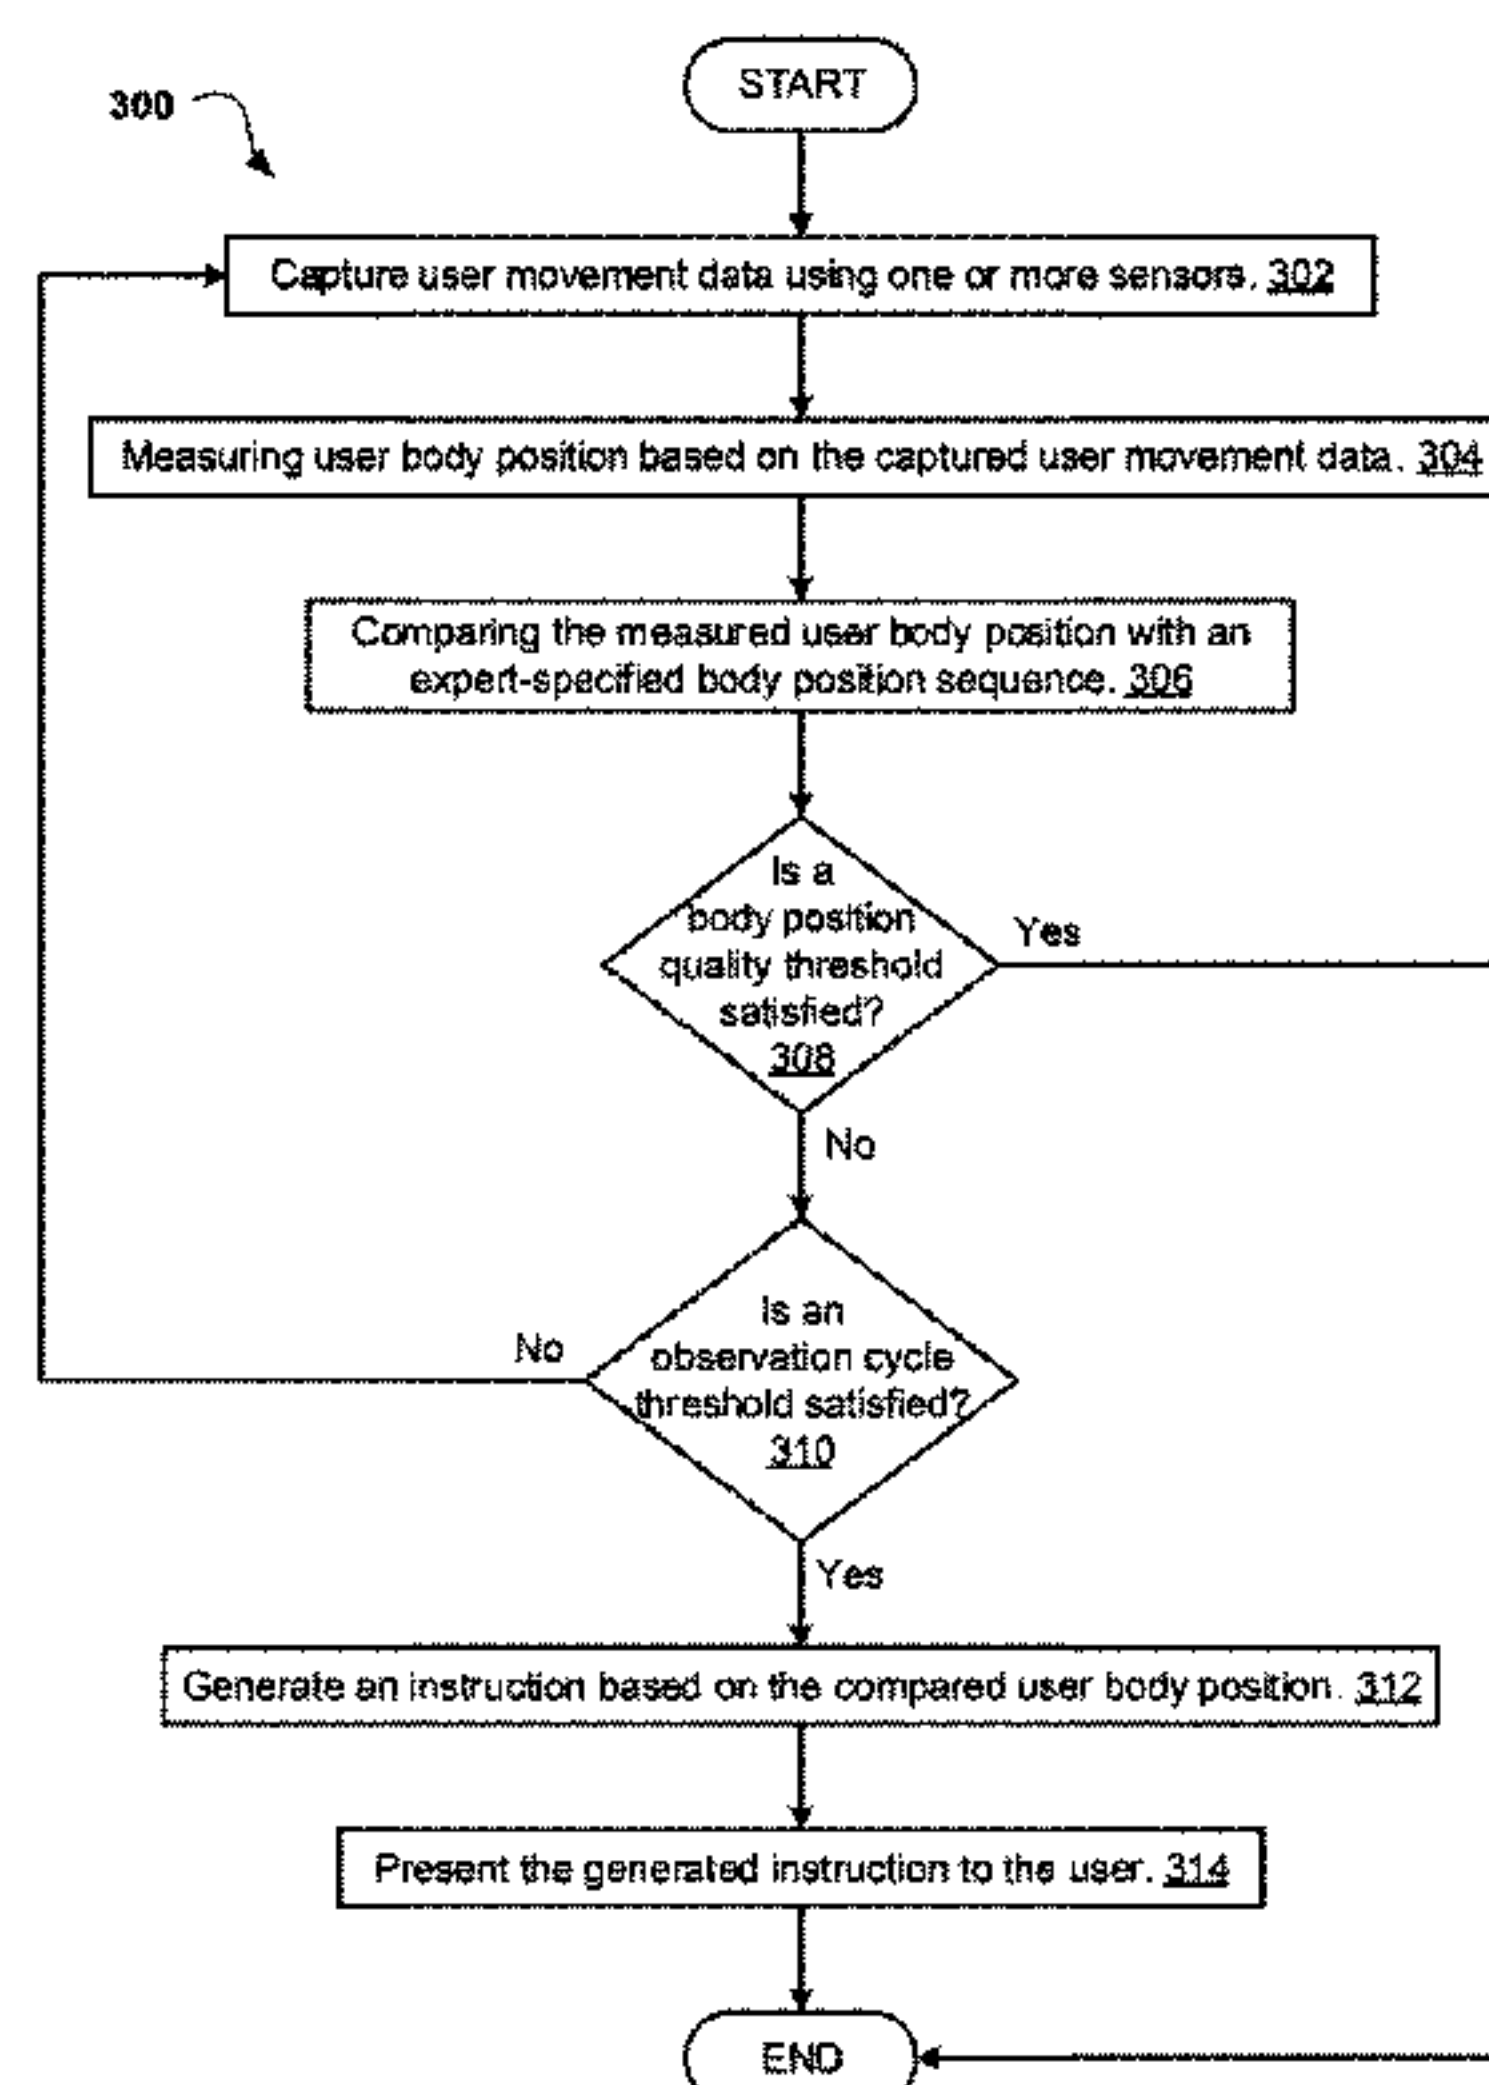 START
300
Capture user movement data using one or more sensors. 302
Measuring user body position based on the captured user movement data. 304
Comparing the measured user body position with an
expert-specified body position sequence. 306
Is a
body position
quality threshold
satisfied?
308
Yes
No
Is an
observation cycle
threshold satisfied?
310
No
Yes
Generate an instruction based on the compared user body position. 312
Present the generated instruction to the user. 314
END